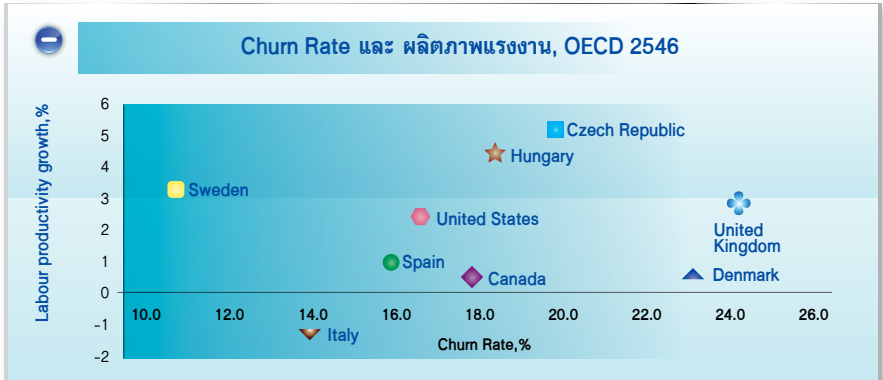 Churn Rate และ ผลิตภาพแรงงาน, OECD 2546
Labour productivity growth,%
6
5
4
3
2
1
0
-1
-2
Czech Republic
Hungary
Sweden
United States
United
Kingdom
Spain
Canada
Denmark
Italy
10.0 12.0 14.0 16.0 18.0 20.0 22.0 24.0 26.0
Churn Rate,%